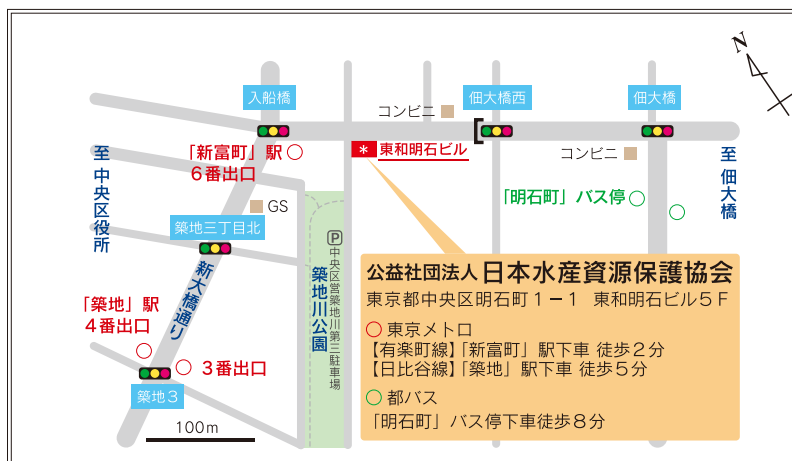 N
入船橋
コンビニ
佃大橋西
佃大橋
「新富町」駅
6番出口
* 東和明石ビル
コンビニ
至 中央区役所
至 佃大橋
「明石町」バス停
GS
築地三丁目北
P 中央区営築地川第三駐車場
築地川公園
新大橋通り
「築地」駅
4番出口
3番出口
築地3
100m
公益社団法人 日本水産資源保護協会
東京都中央区明石町1−1 東和明石ビル5F
○東京メトロ
【有楽町線】「新富町」駅下車 徒歩2分
【日比谷線】「築地」駅下車 徒歩5分
○都バス
「明石町」バス停下車徒歩8分